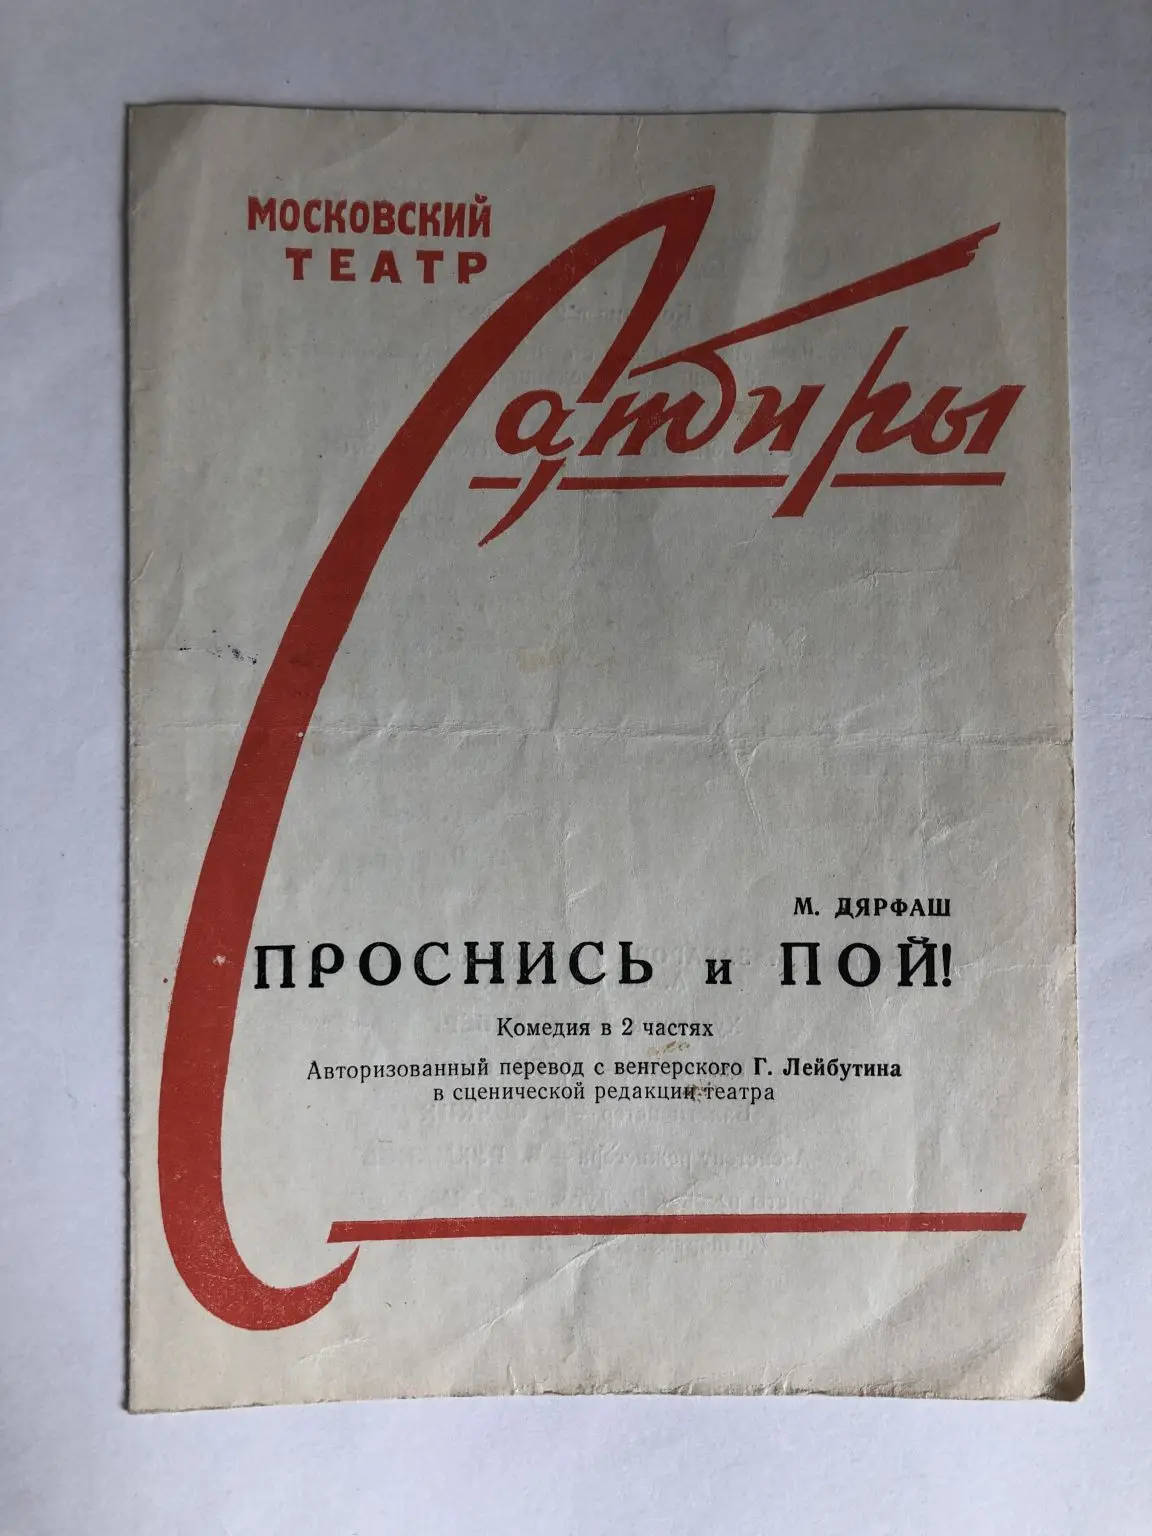 МОСКОВСКИЙ
ТЕАТР
Сатиры
М. ДЯРФАШ
ПРОСНИСЬ и ПОЙ!
Комедия в 2 частях
Авторизованный перевод с венгерского Г. Лейбутина
в сценической редакции театра